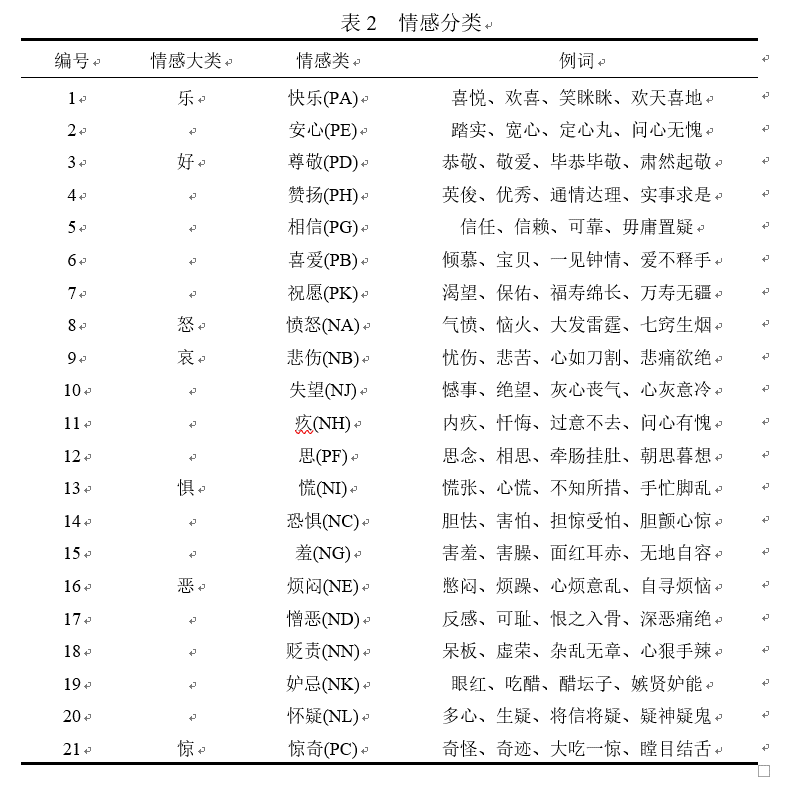 表 2 情感分类
编号 情感大类 情感类 例词
1 乐 快乐(PA) 喜悦、欢喜、笑眯眯、欢天喜地
2 安心(PE) 踏实、宽心、定心丸、问心无愧
3 好 尊敬(PD) 恭敬、敬爱、毕恭毕敬、肃然起敬
4 赞扬(PH) 英俊、优秀、通情达理、实事求是
5 相信(PG) 信任、信赖、可靠、毋庸置疑
6 喜爱(PB) 倾慕、宝贝、一见钟情、爱不释手
7 祝愿(PK) 渴望、保佑、福寿绵长、万寿无疆
8 怒 愤怒(NA) 气愤、恼火、大发雷霆、七窍生烟
9 哀 悲伤(NB) 忧伤、悲苦、心如刀割、悲痛欲绝
10 失望(NJ) 憾事、绝望、灰心丧气、心灰意冷
11 疚(NH) 内疚、忏悔、过意不去、问心有愧
12 思(PF) 思念、相思、牵肠挂肚、朝思暮想
13 惧 慌(NI) 慌张、心慌、不知所措、手忙脚乱
14 恐惧(NC) 胆怯、害怕、担惊受怕、胆颤心惊
15 羞(NG) 害羞、害臊、面红耳赤、无地自容
16 恶 烦闷(NE) 憋闷、烦躁、心烦意乱、自寻烦恼
17 憎恶(ND) 反感、可耻、恨之入骨、深恶痛绝
18 贬责(NN) 呆板、虚荣、杂乱无章、心狠手辣
19 妒忌(NK) 眼红、吃醋、醋坛子、嫉贤妒能
20 怀疑(NL) 多心、生疑、将信将疑、疑神疑鬼
21 惊 惊奇(PC) 奇怪、奇迹、大吃一惊、瞠目结舌